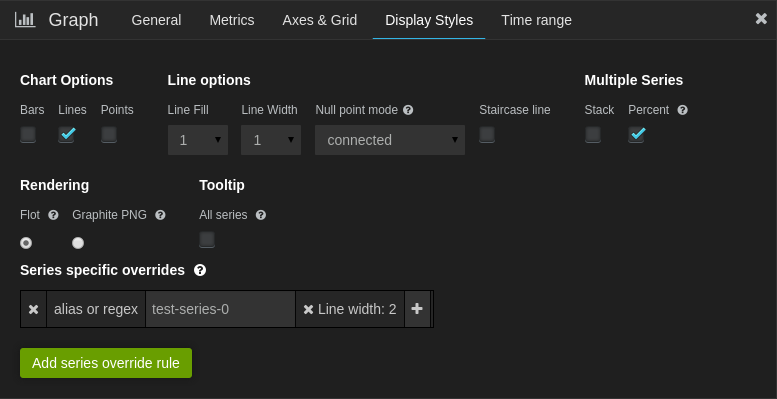 Graph General Metrics Axes & Grid Display Styles Time range
Chart Options Line options Multiple Series
Bars Lines Points Line Fill Line Width Null point mode Staircase line Stack Percent
1 1 connected
Rendering Tooltip
Flot Graphite PNG All series
Series specific overrides
alias or regex test-series-0 Line width: 2
Add series override rule